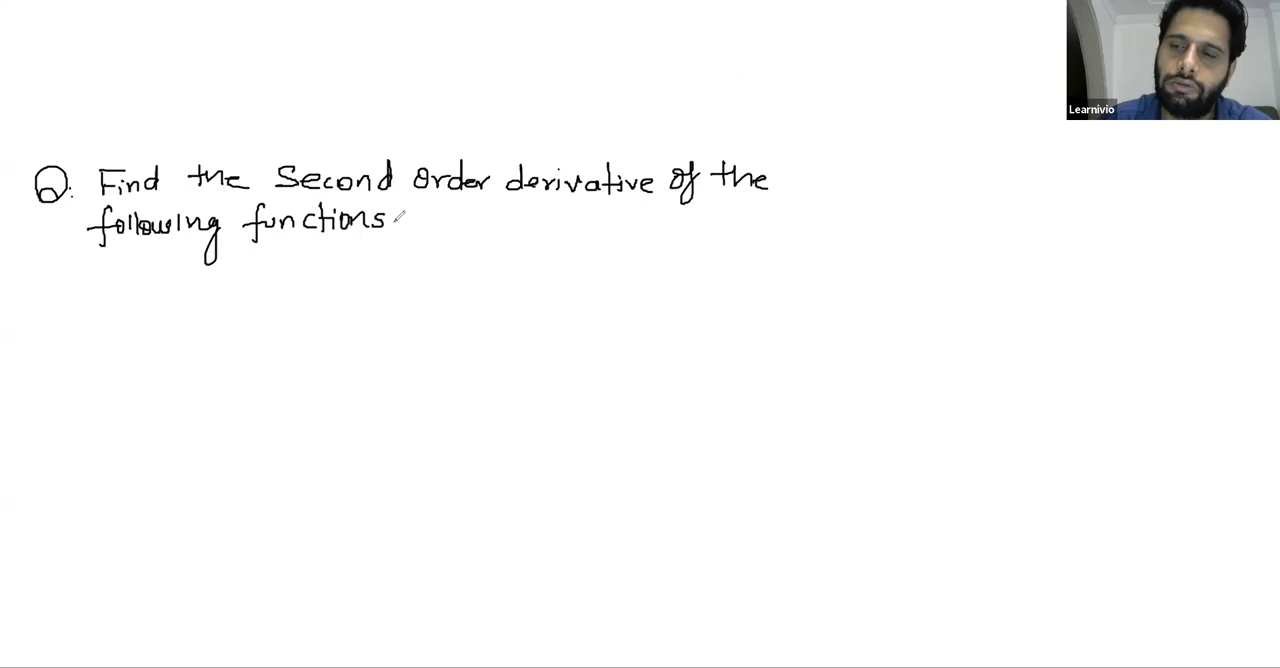 Learnivio
Q. Find the second order derivative of the
following functions